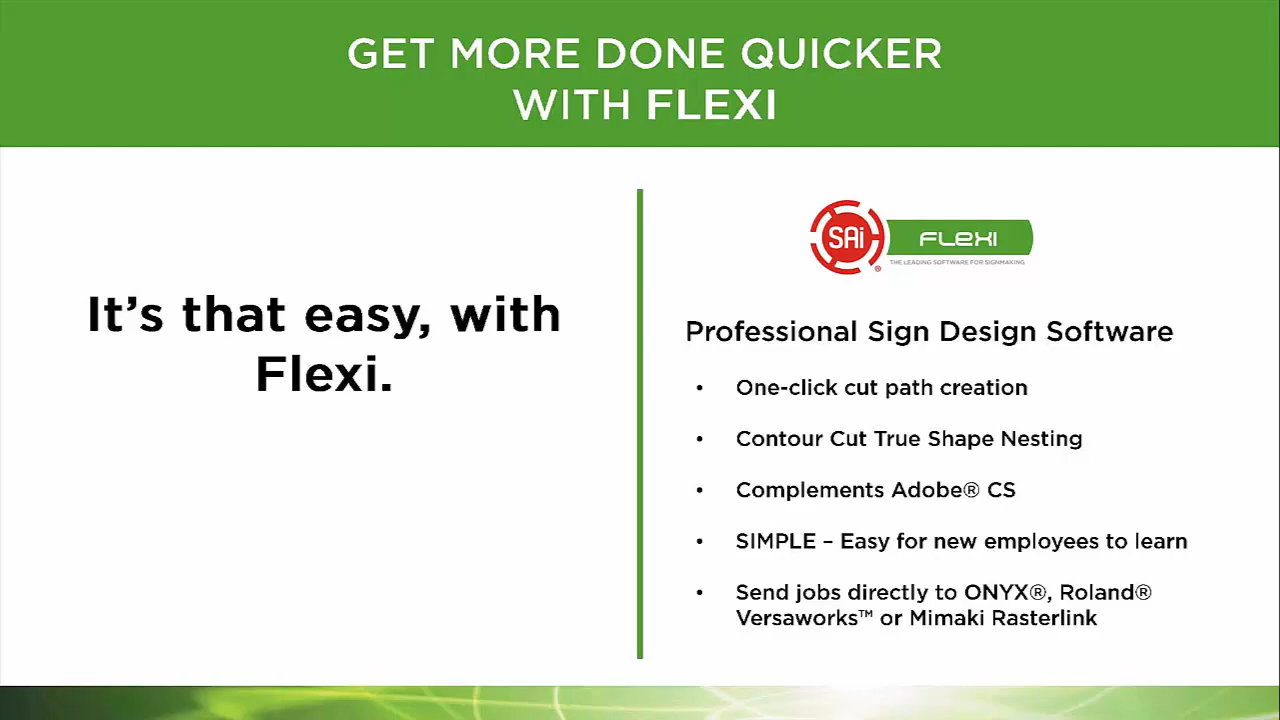 GET MORE DONE QUICKER
WITH FLEXI
It's that easy, with
Flexi.
SAi FLEXI
®
THE LEADING SOFTWARE FOR SIGNMAKING
Professional Sign Design Software
• One-click cut path creation
• Contour Cut True Shape Nesting
• Complements Adobe® CS
• SIMPLE – Easy for new employees to learn
• Send jobs directly to ONYX®, Roland®
Versaworks™ or Mimaki Rasterlink